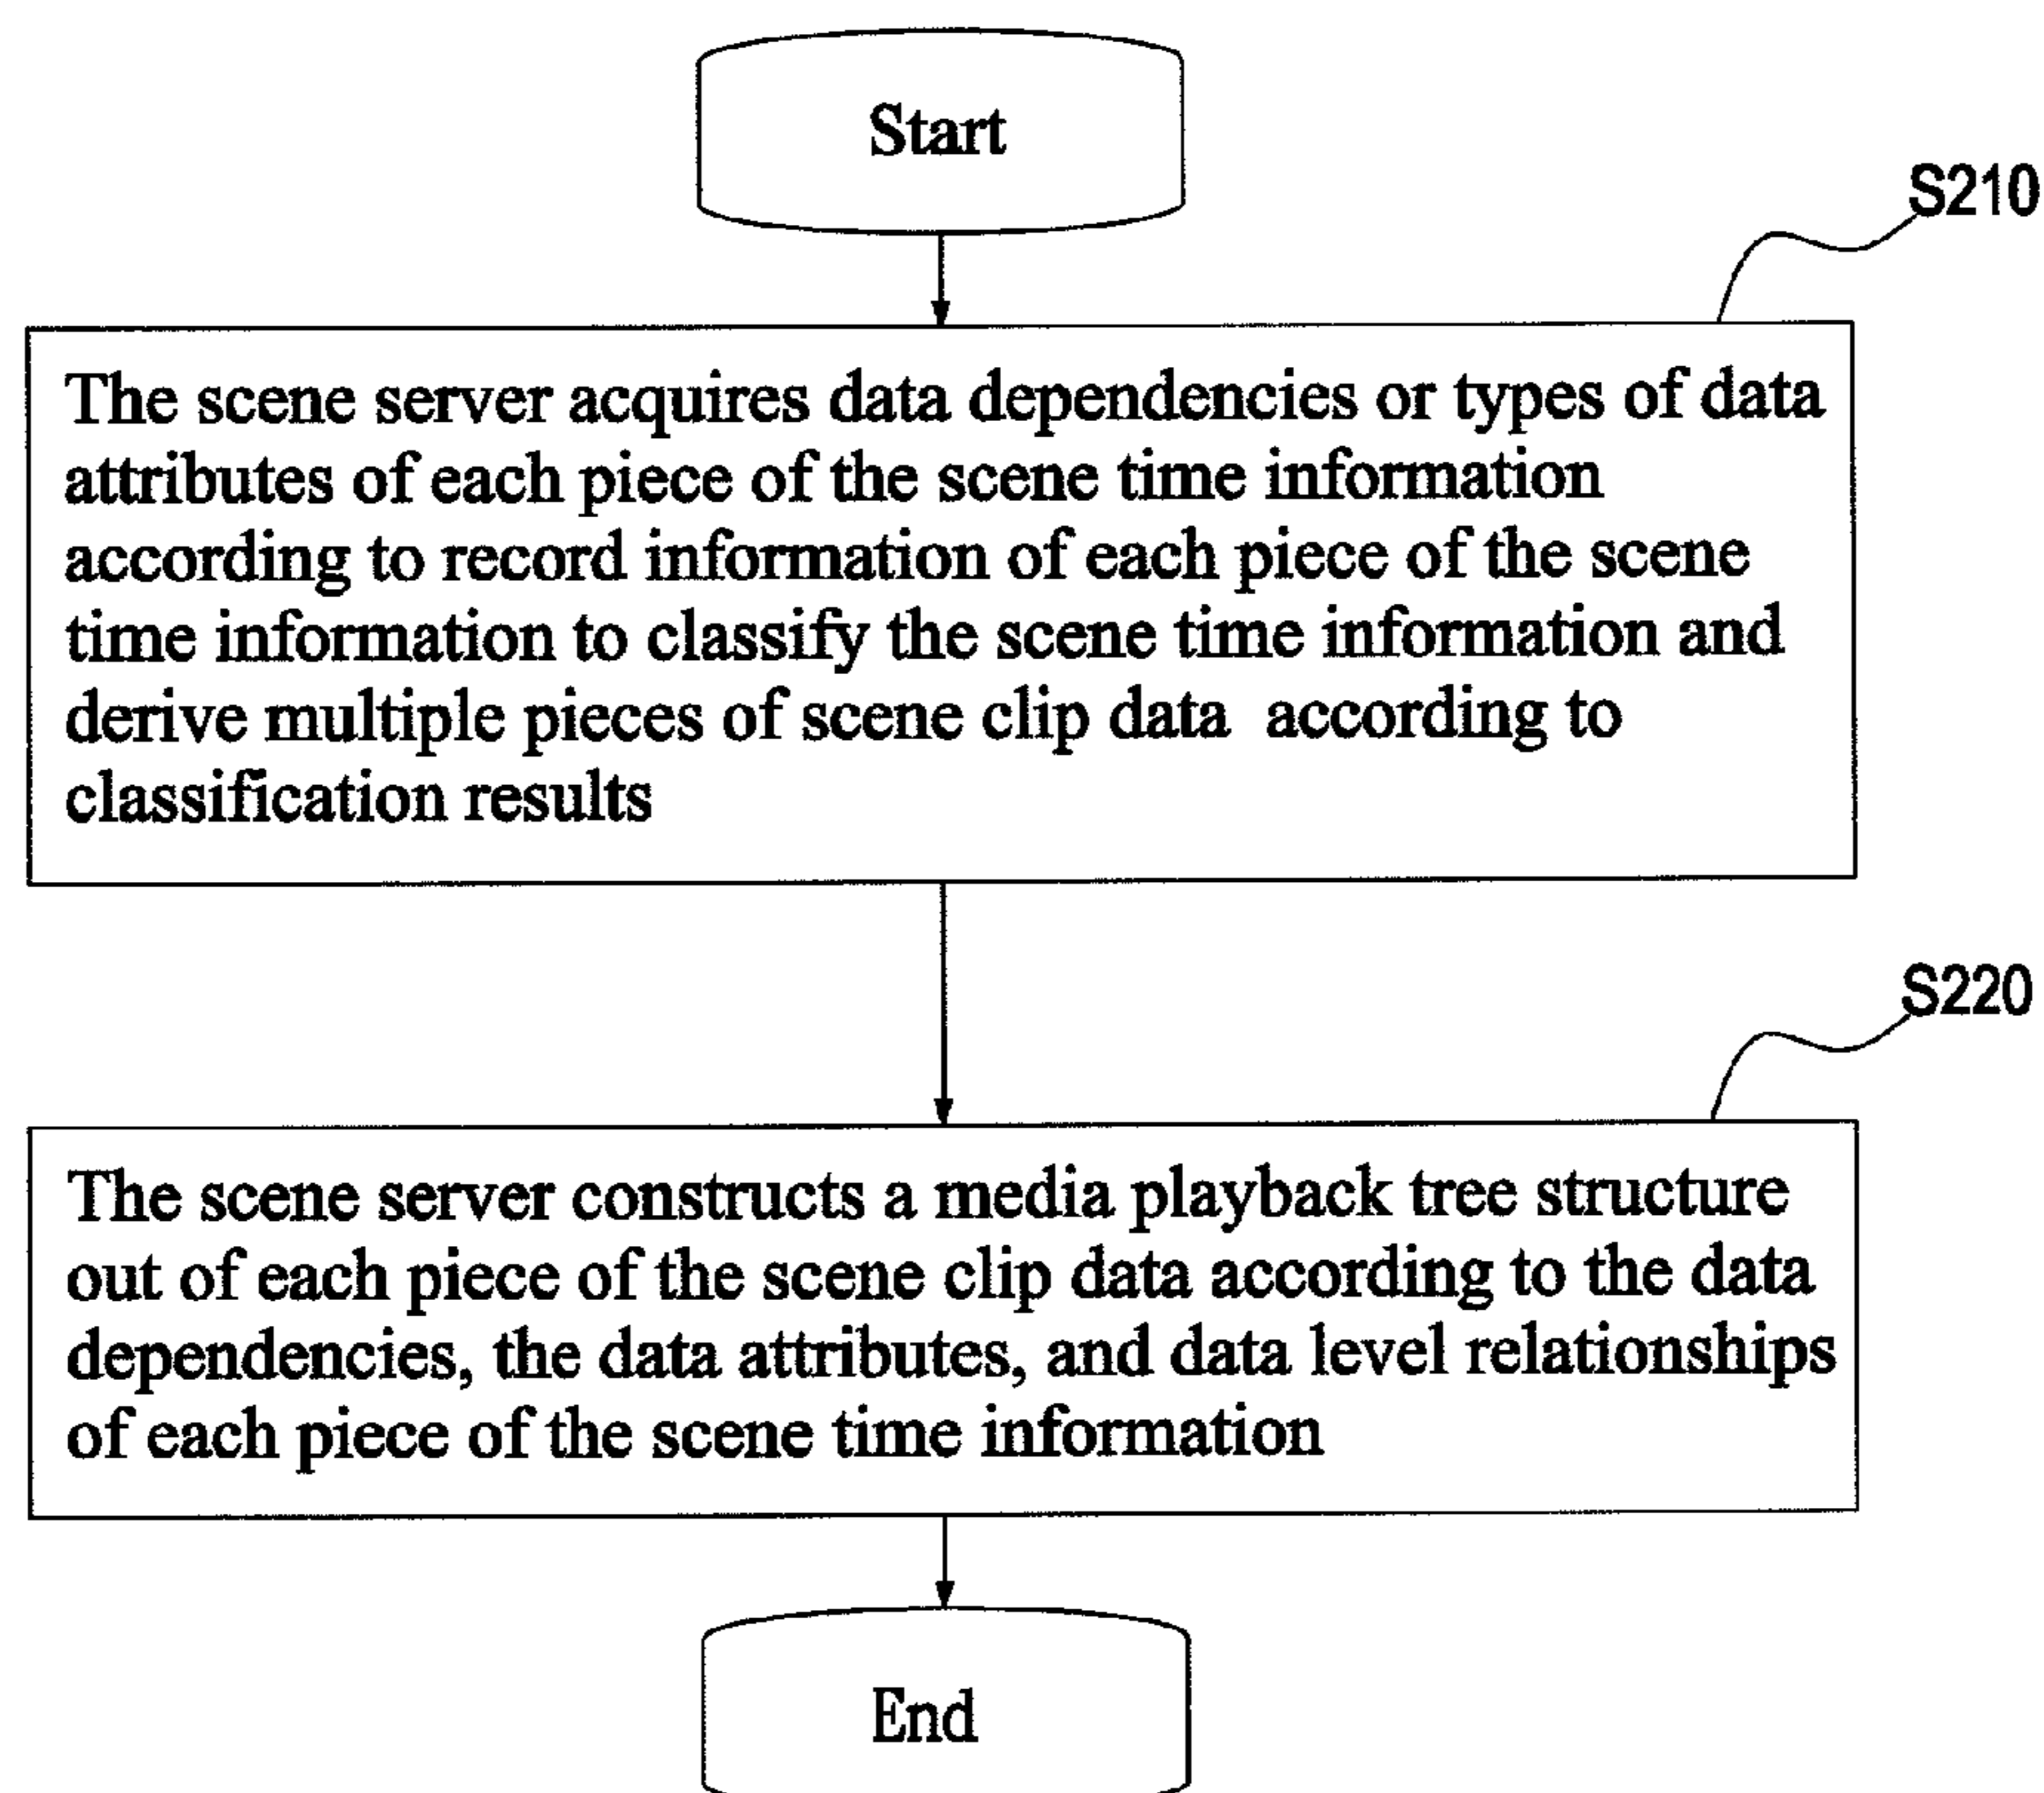 Start
S210
The scene server acquires data dependencies or types of data
attributes of each piece of the scene time information
according to record information of each piece of the scene
time information to classify the scene time information and
derive multiple pieces of scene clip data according to
classification results
S220
The scene server constructs a media playback tree structure
out of each piece of the scene clip data according to the data
dependencies, the data attributes, and data level relationships
of each piece of the scene time information
End